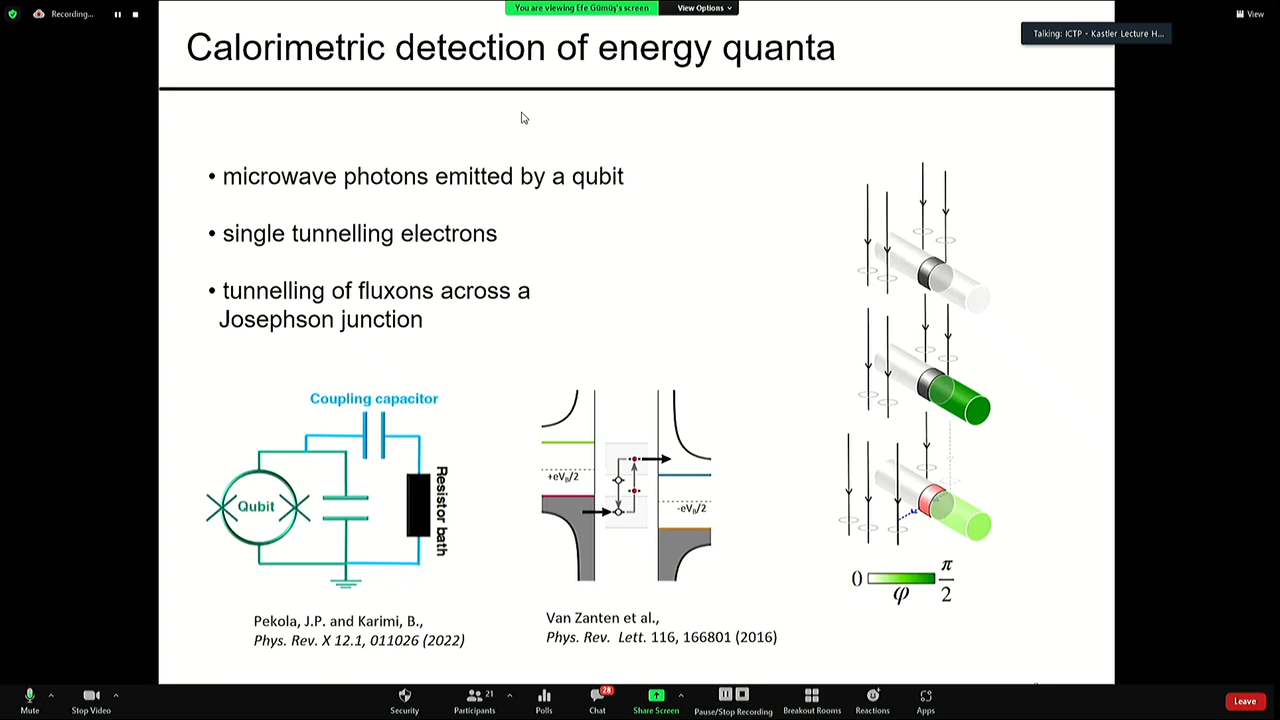 Recording...
You are viewing Efe Gümüş's screen
View Options
View
Talking: ICTP - Kastler Lecture H...
Calorimetric detection of energy quanta
• microwave photons emitted by a qubit
• single tunnelling electrons
• tunnelling of fluxons across a
Josephson junction
Coupling capacitor
Qubit
Resistor bath
+eV_B/2
-eV_B/2
0
π
2
φ
Pekola, J.P. and Karimi, B.,
Phys. Rev. X 12.1, 011026 (2022)
Van Zanten et al.,
Phys. Rev. Lett. 116, 166801 (2016)
Mute
Stop Video
Security
21
Participants
Polls
28
Chat
Share Screen
Pause/Stop Recording
Breakout Rooms
Reactions
Apps
Leave